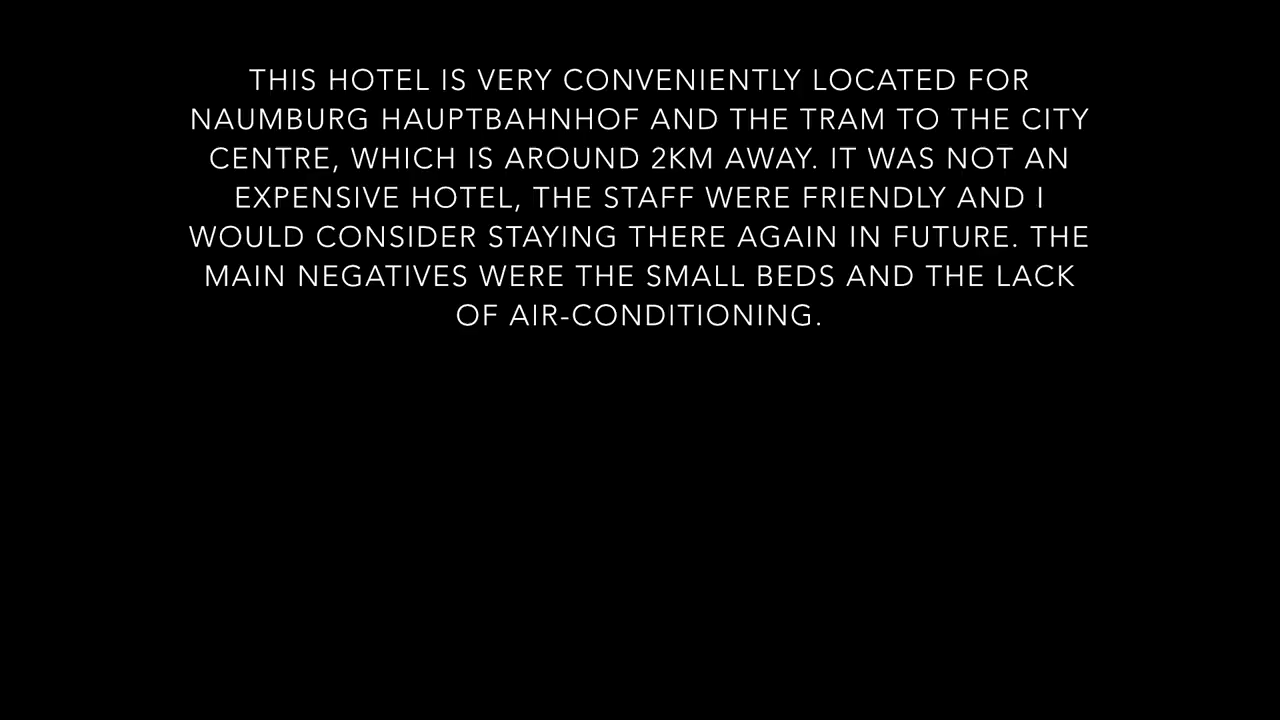 THIS HOTEL IS VERY CONVENIENTLY LOCATED FOR
NAUMBURG HAUPTBAHNHOF AND THE TRAM TO THE CITY
CENTRE, WHICH IS AROUND 2KM AWAY. IT WAS NOT AN
EXPENSIVE HOTEL, THE STAFF WERE FRIENDLY AND I
WOULD CONSIDER STAYING THERE AGAIN IN FUTURE. THE
MAIN NEGATIVES WERE THE SMALL BEDS AND THE LACK
OF AIR-CONDITIONING.